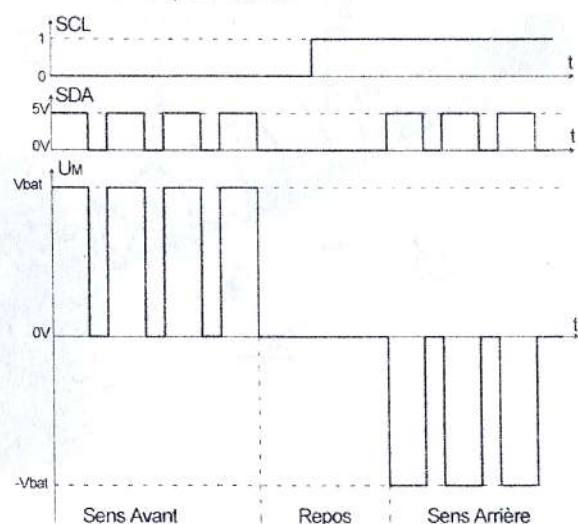 SCL
1
0
t
SDA
5V
0V
t
UM
Vbat
0V
t
-Vbat
Sens Avant Repos Sens Arrière